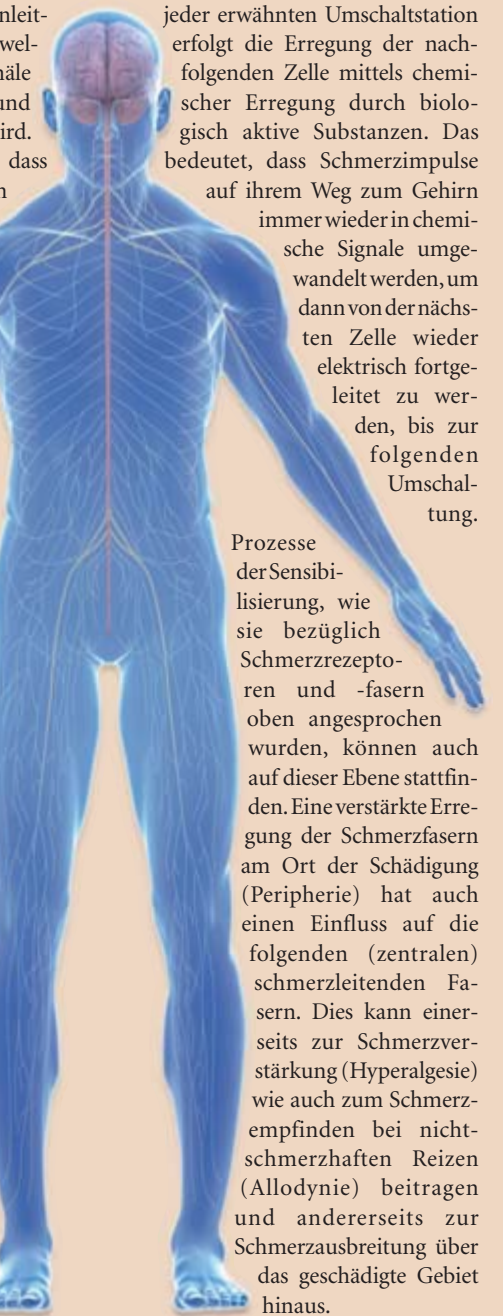 nleit-
wel-
näle
und
ird.
dass
n
jeder erwähnten Umschaltstation
erfolgt die Erregung der nach-
folgenden Zelle mittels chemi-
scher Erregung durch biolo-
gisch aktive Substanzen. Das
bedeutet, dass Schmerzimpulse
auf ihrem Weg zum Gehirn
immer wieder in chemi-
sche Signale umge-
wandelt werden, um
dann von der nächs-
ten Zelle wieder
elektrisch fortge-
leitet zu wer-
den, bis zur
folgenden
Umschal-
tung.
Prozesse
der Sensibi-
lisierung, wie
sie bezüglich
Schmerzrezepto-
ren und -fasern
oben angesprochen
wurden, können auch
auf dieser Ebene stattfin-
den. Eine verstärkte Erre-
gung der Schmerzfasern
am Ort der Schädigung
(Peripherie) hat auch
einen Einfluss auf die
folgenden (zentralen)
schmerzleitenden Fa-
sern. Dies kann einer-
seits zur Schmerzver-
stärkung (Hyperalgesie)
wie auch zum Schmerz-
empfinden bei nicht-
schmerzhaften Reizen
(Allodynie) beitragen
und andererseits zur
Schmerzausbreitung über
das geschädigte Gebiet
hinaus.